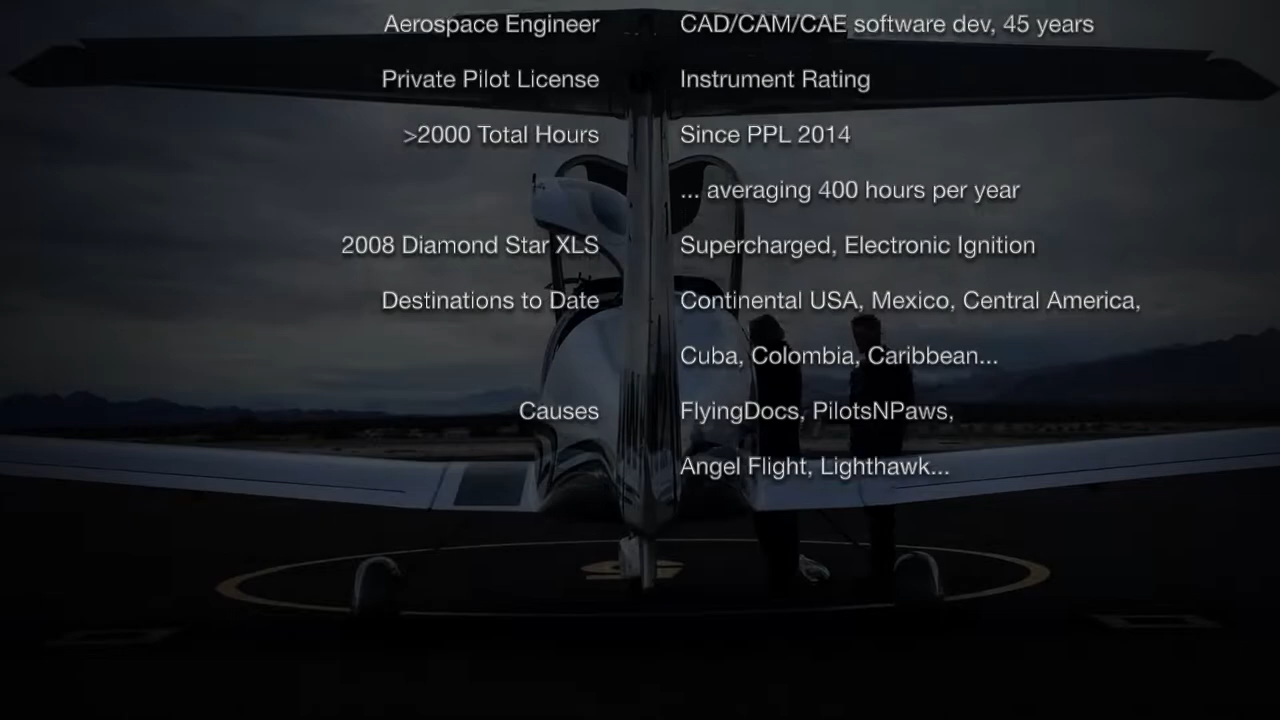 Aerospace Engineer CAD/CAM/CAE software dev, 45 years
Private Pilot License Instrument Rating
>2000 Total Hours Since PPL 2014
... averaging 400 hours per year
2008 Diamond Star XLS Supercharged, Electronic Ignition
Destinations to Date Continental USA, Mexico, Central America,
Cuba, Colombia, Caribbean...
Causes FlyingDocs, PilotsNPaws,
Angel Flight, Lighthawk...